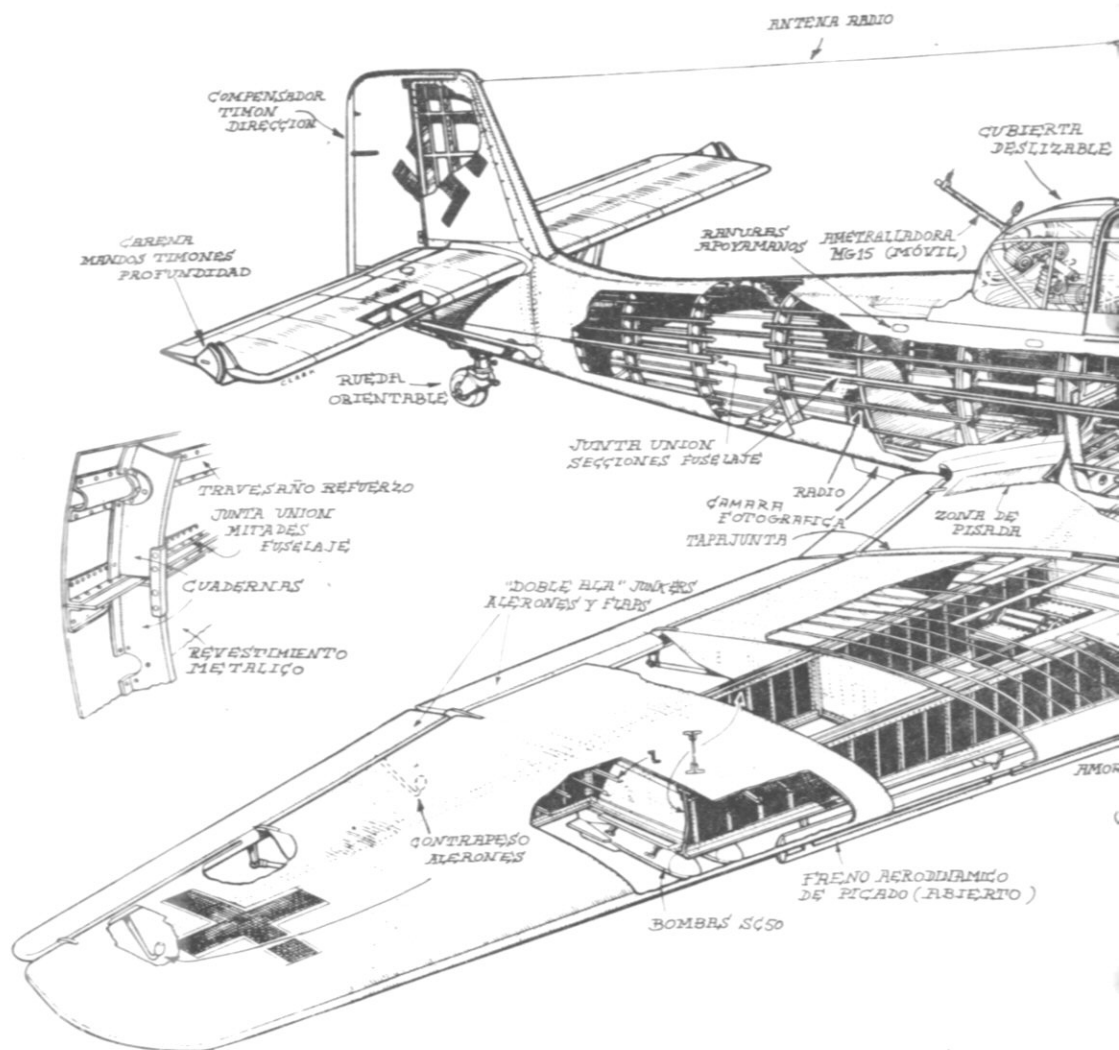 ANTENA RADIO
COMPENSADOR
TIMON
DIRECCION
CUBIERTA
DESLIZABLE
CARENA
MANDOS TIMONES
PROFUNDIDAD
RANURAS
APOYAMANOS
AMETRALLADORA
MG15 (MÓVIL)
RUEDA
ORIENTABLE
JUNTA UNION
SECCIONES FUSELAJE
RADIO
CAMARA
FOTOGRAFICA
TAPAJUNTA
ZONA DE
PISADA
TRAVESAÑO REFUERZO
JUNTA UNION
MITADES
FUSELAJE
CUADERNAS
REVESTIMIENTO
METALICO
"DOBLE ALA" JUNKERS
ALERONES Y FLAPS
AMOR
CONTRAPESO
ALERONES
FRENO AERODINAMICO
DE PICADO (ABIERTO)
BOMBAS SC50